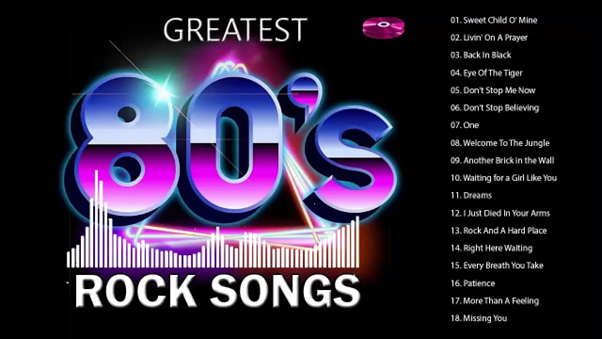 GREATEST
80's
ROCK SONGS
01. Sweet Child O' Mine
02. Livin' On A Prayer
03. Back In Black
04. Eye Of The Tiger
05. Don't Stop Me Now
06. Don't Stop Believing
07. One
08. Welcome To The Jungle
09. Another Brick in the Wall
10. Waiting for a Girl Like You
11. Dreams
12. I Just Died In Your Arms
13. Rock And A Hard Place
14. Right Here Waiting
15. Every Breath You Take
16. Patience
17. More Than A Feeling
18. Missing You